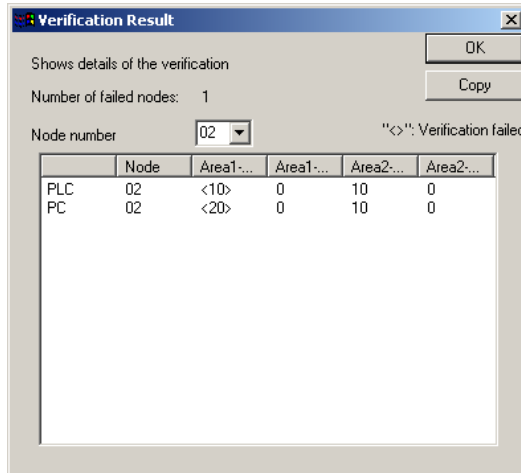 Verification Result
OK
Shows details of the verification
Copy
Number of failed nodes: 1
Node number 02 "<>": Verification failed
Node Area1-... Area1-... Area2-... Area2-...
PLC 02 <10> 0 10 0
PC 02 <20> 0 10 0